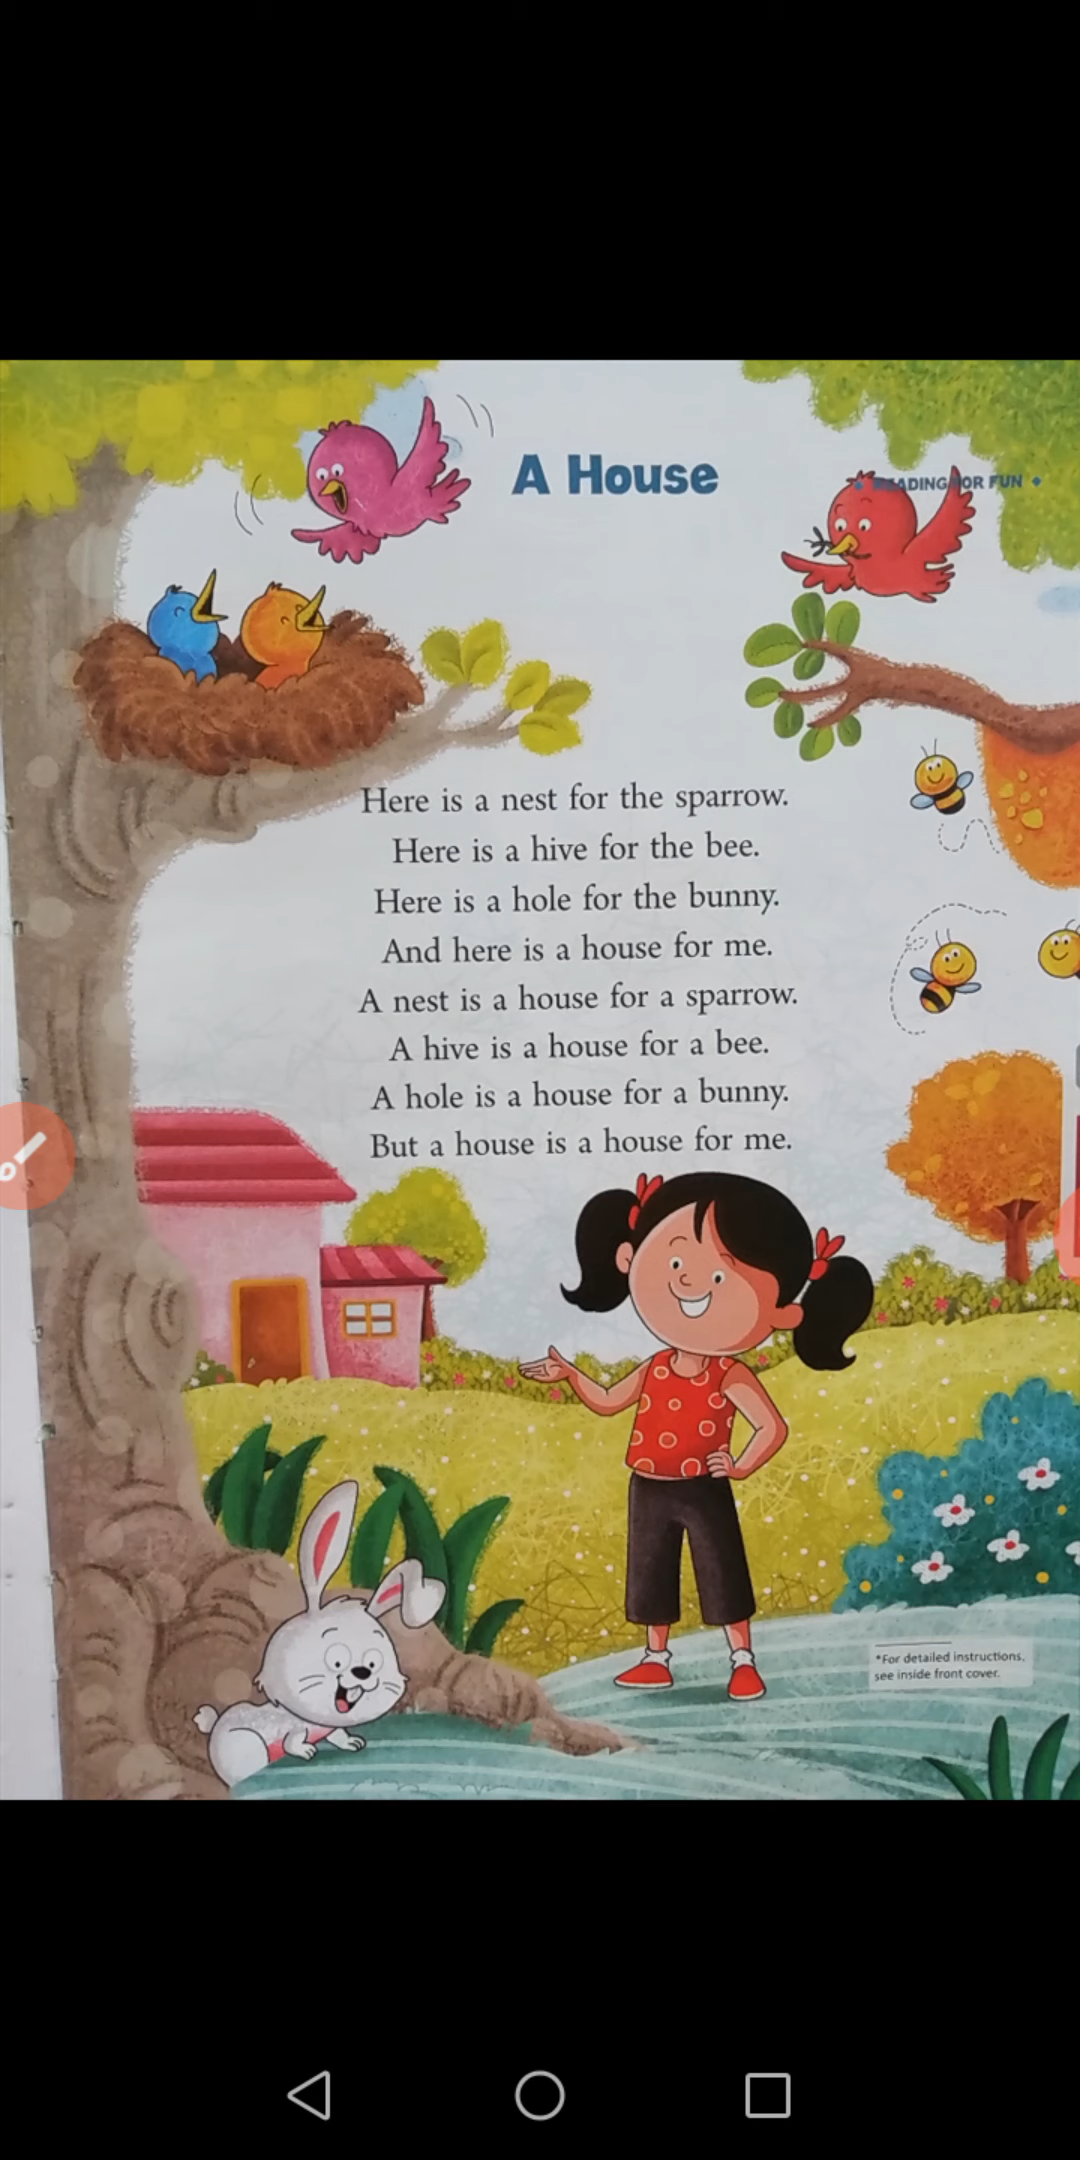 A House
READING FOR FUN
Here is a nest for the sparrow.
Here is a hive for the bee.
Here is a hole for the bunny.
And here is a house for me.
A nest is a house for a sparrow.
A hive is a house for a bee.
A hole is a house for a bunny.
But a house is a house for me.
*For detailed instructions,
see inside front cover.